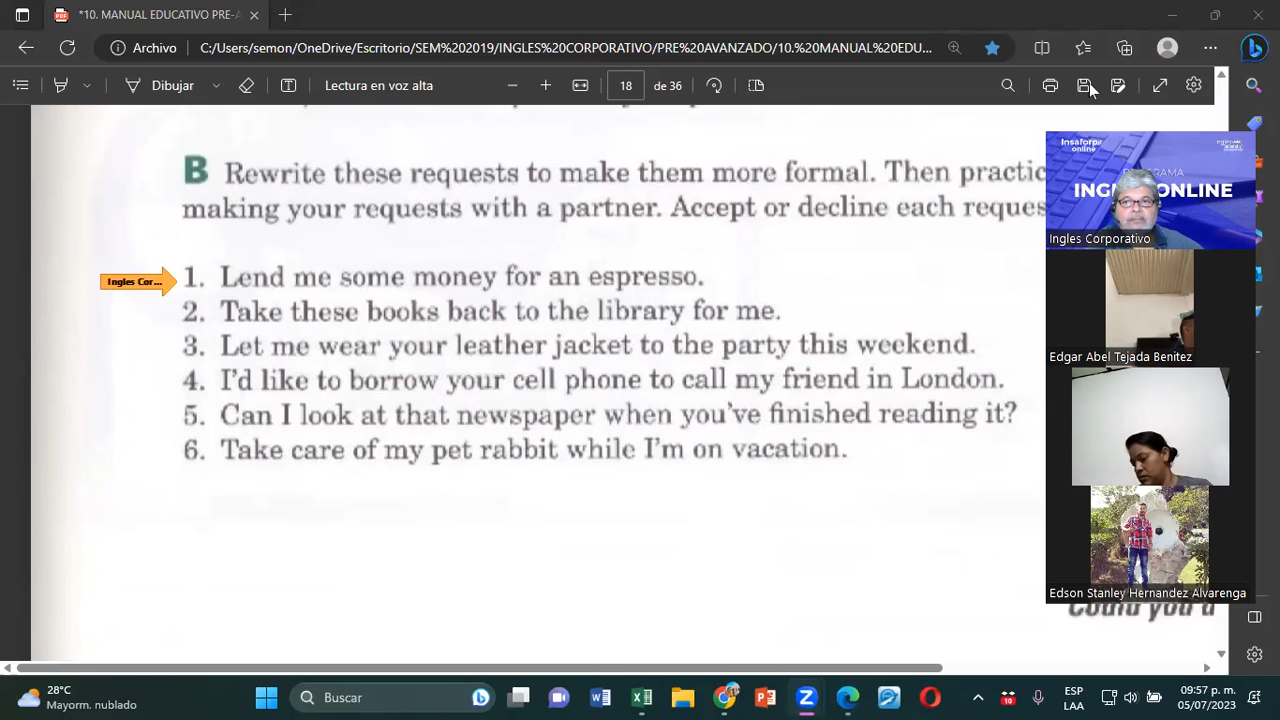 *10. MANUAL EDUCATIVO PRE-A
Archivo
C:/Users/semon/OneDrive/Escritorio/SEM%202019/INGLES%20CORPORATIVO/PRE%20AVANZADO/10.%20MANUAL%20EDU...
Dibujar
Lectura en voz alta
18
de 36
B Rewrite these requests to make them more formal. Then practic
making your requests with a partner. Accept or decline each reques
Ingles Cor...
1. Lend me some money for an espresso.
2. Take these books back to the library for me.
3. Let me wear your leather jacket to the party this weekend.
4. I'd like to borrow your cell phone to call my friend in London.
5. Can I look at that newspaper when you've finished reading it?
6. Take care of my pet rabbit while I'm on vacation.
Could you
Insaforp
online
INGL ONLINE
Ingles Corporativo
Edgar Abel Tejada Benitez
Edson Stanley Hernandez Alvarenga
28°C
Mayorm. nublado
Buscar
10
ESP
LAA
09:57 p. m.
05/07/2023